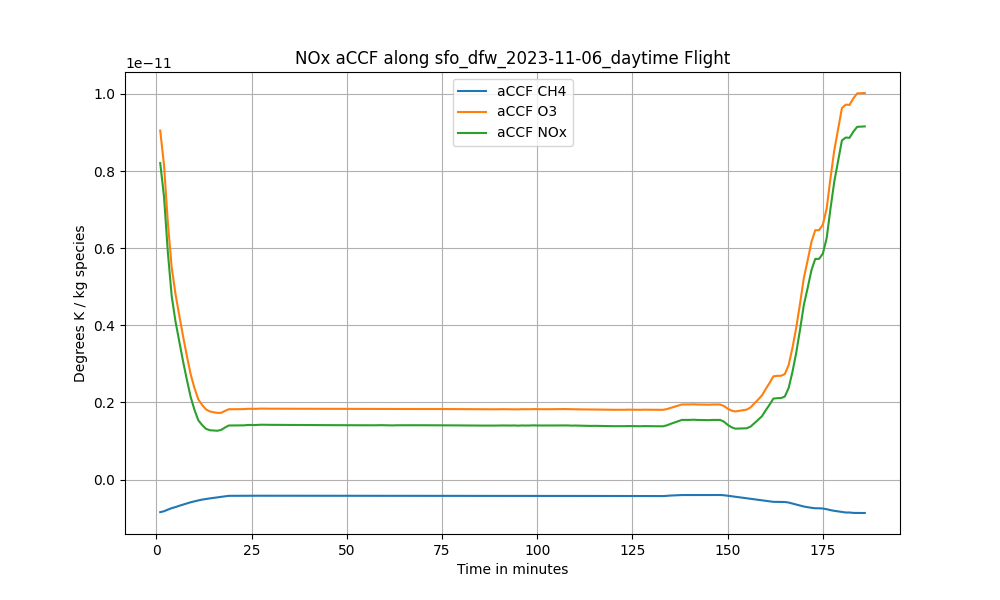 NOx aCCF along sfo_dfw_2023-11-06_daytime Flight
1e−11
aCCF CH4
aCCF O3
aCCF NOx
Degrees K / kg species
1.0
0.8
0.6
0.4
0.2
0.0
0 25 50 75 100 125 150 175
Time in minutes